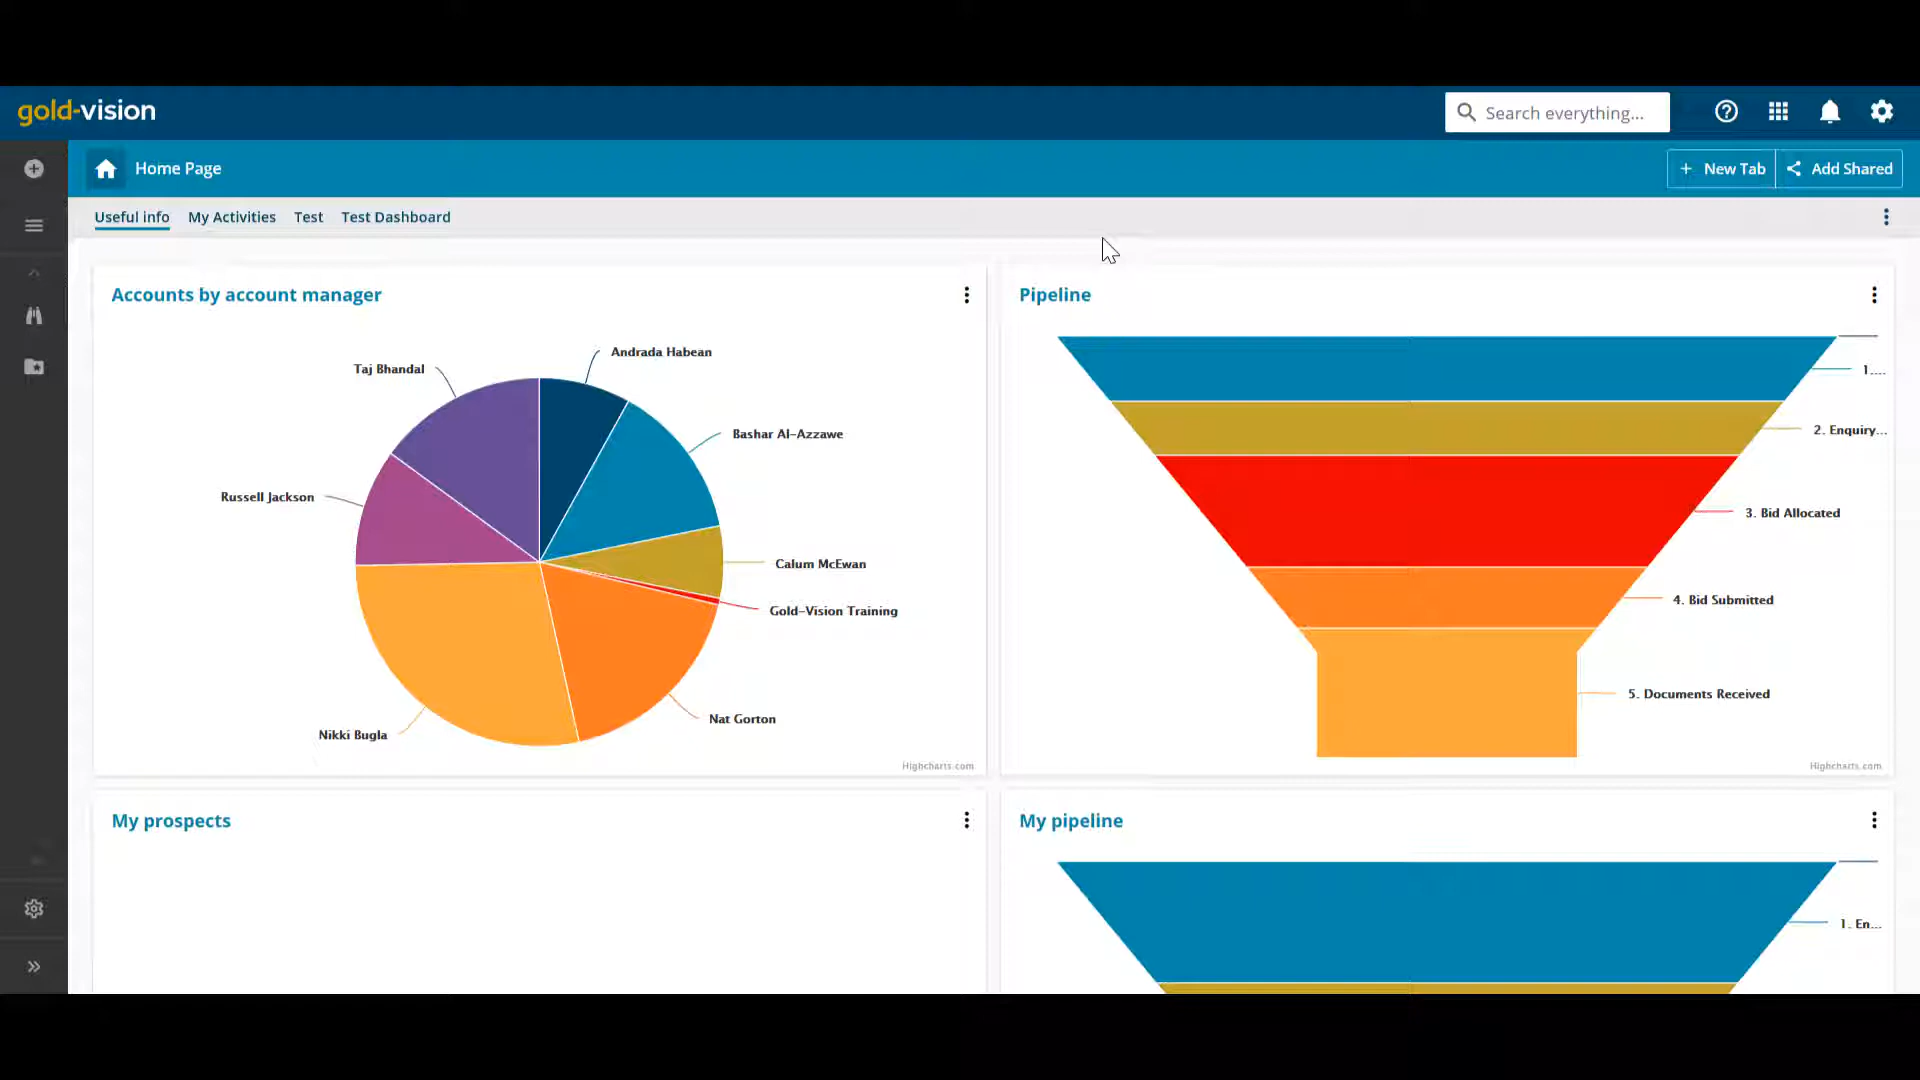 gold-vision
Search everything...
Home Page
New Tab
Add Shared
Useful info
My Activities
Test
Test Dashboard
Accounts by account manager
Andrada Habean
Taj Bhandal
Bashar Al-Azzawe
Russell Jackson
Calum McEwan
Gold-Vision Training
Nat Gorton
Nikki Bugla
Highcharts.com
Pipeline
1....
2. Enquiry...
3. Bid Allocated
4. Bid Submitted
5. Documents Received
Highcharts.com
My prospects
My pipeline
1. En...